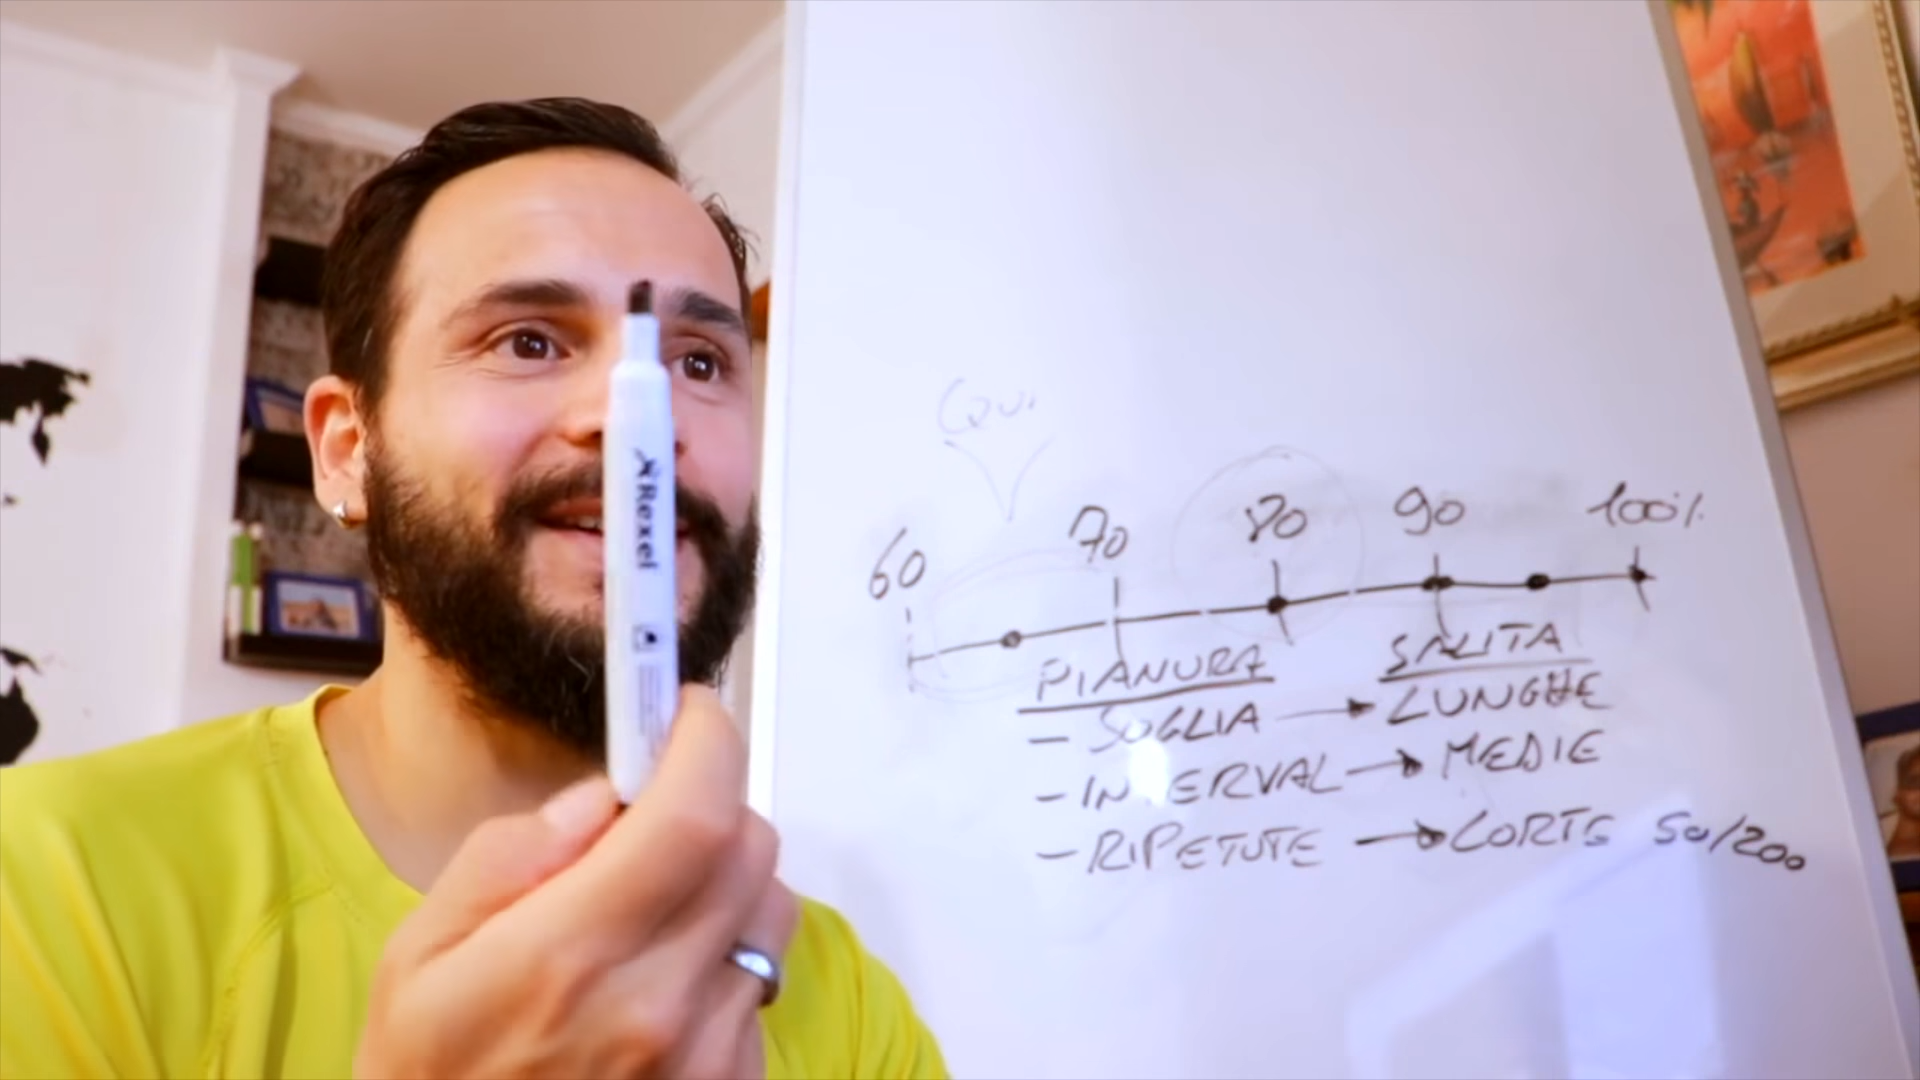 Rexel
QUI
60 70 80 90 100%
PIANURA SALITA
- SOGLIA → LUNGHE
- INTERVAL → MEDIE
- RIPETUTE → CORTE 50/200